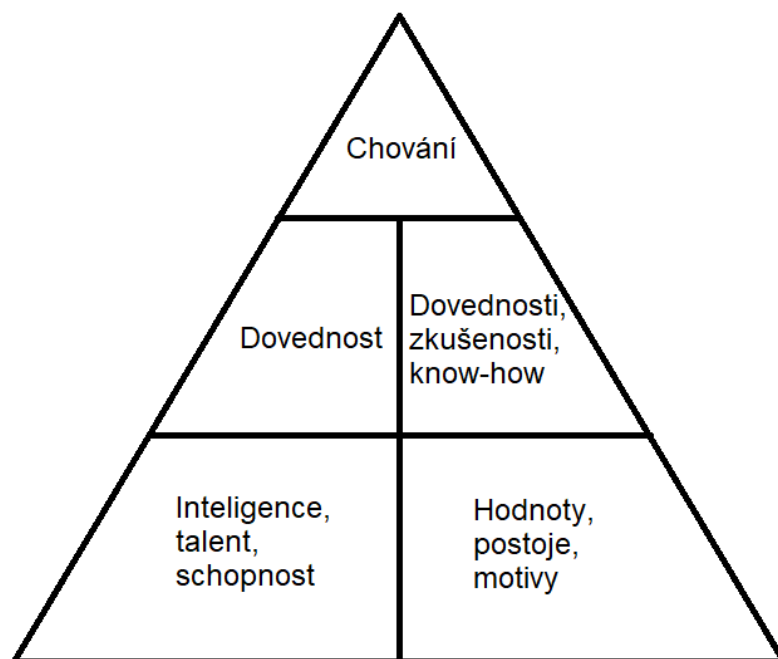 Chování
Dovednost
Dovednosti,
zkušenosti,
know-how
Inteligence,
talent,
schopnost
Hodnoty,
postoje,
motivy